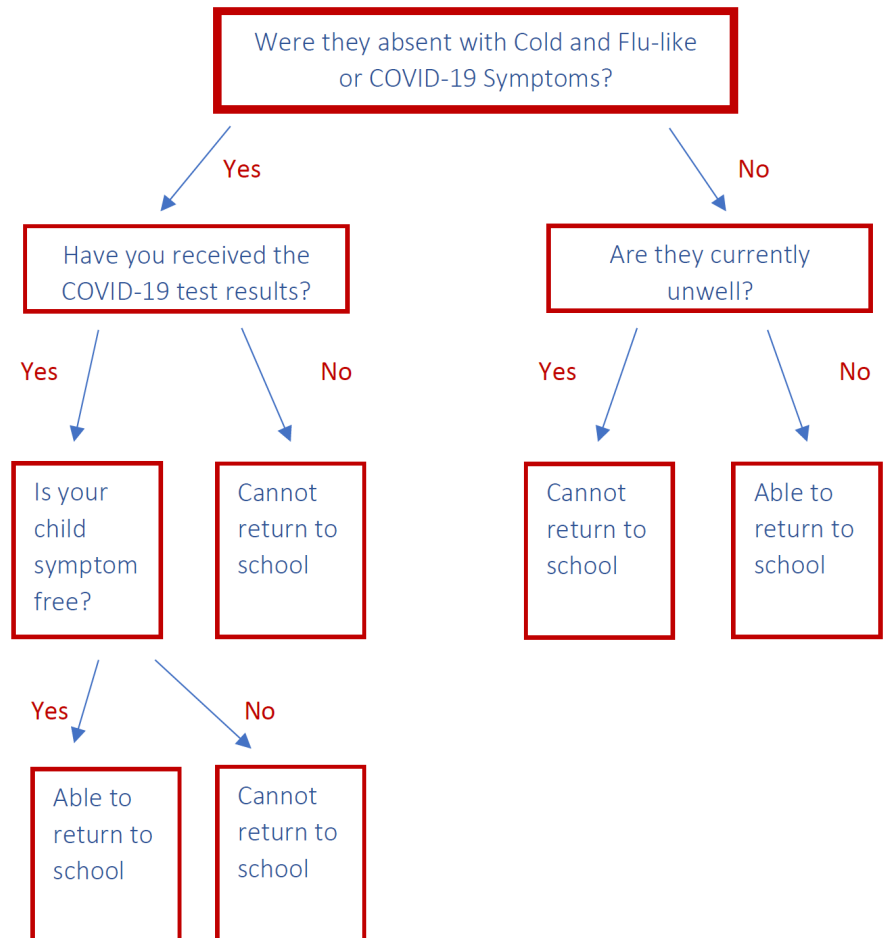 Were they absent with Cold and Flu-like
or COVID-19 Symptoms?
Yes
No
Have you received the
COVID-19 test results?
Are they currently
unwell?
Yes
No
Yes
No
Is your
child
symptom
free?
Cannot
return to
school
Cannot
return to
school
Able to
return to
school
Yes
No
Able to
return to
school
Cannot
return to
school